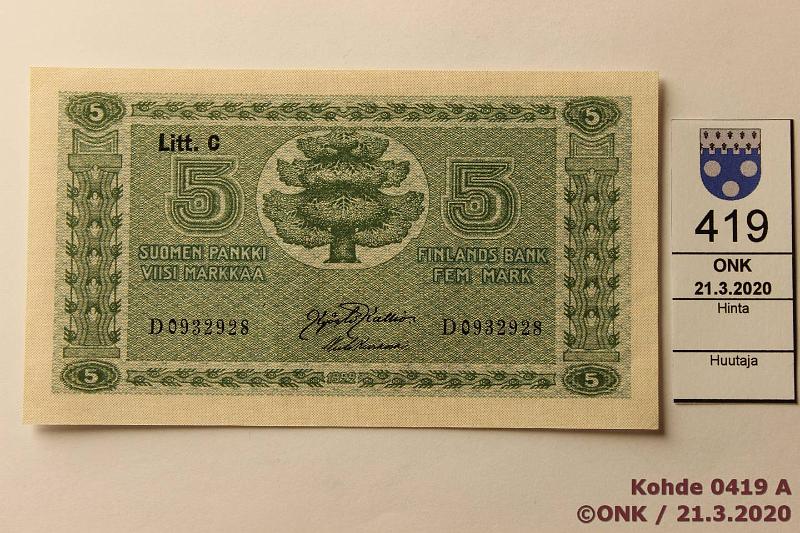 5 5
Litt. C
5 5
SUOMEN PANKKI FINLANDS BANK
VIISI MARKKAA FEM MARK
D0932928 D0932928
5 5
419
ONK
21.3.2020
Hinta
Huutaja
Kohde 0419 A
©ONK / 21.3.2020